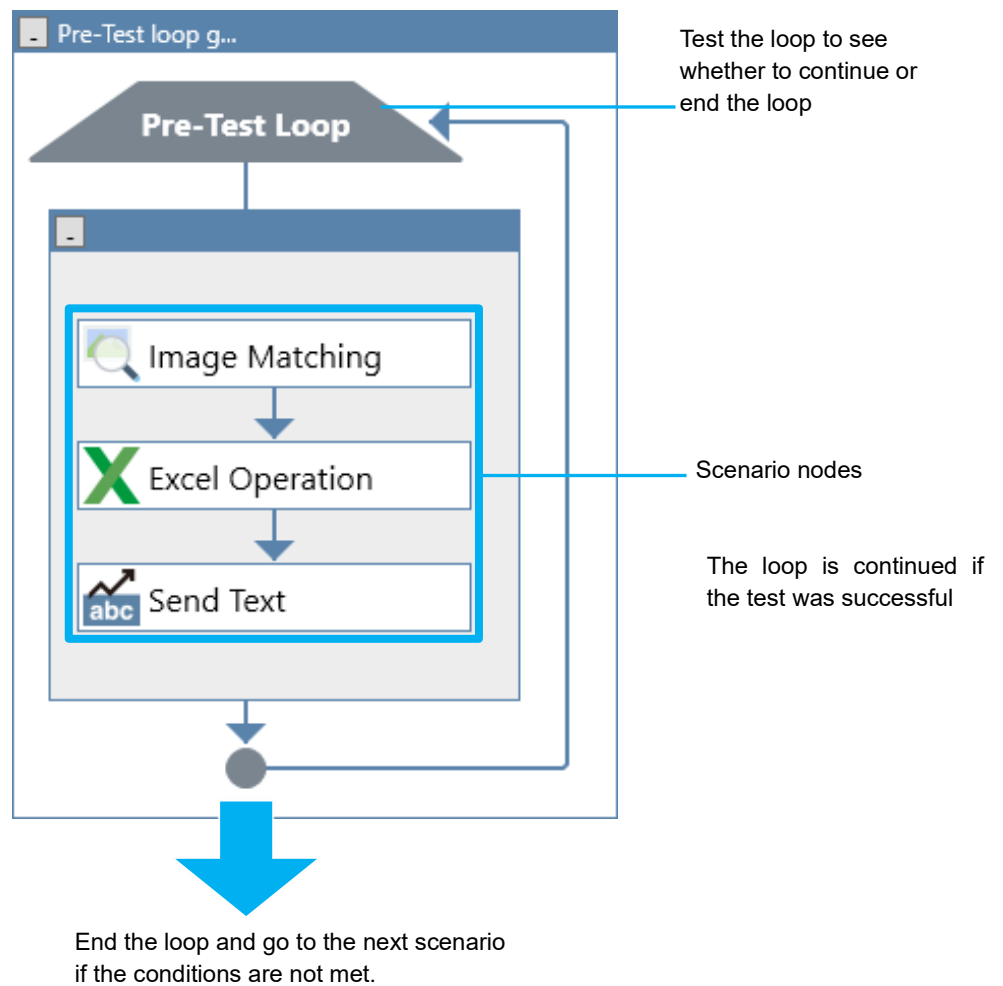 - Pre-Test loop g...
Test the loop to see
whether to continue or
end the loop
Pre-Test Loop
-
Image Matching
Excel Operation
Scenario nodes
The loop is continued if
the test was successful
abc Send Text
End the loop and go to the next scenario
if the conditions are not met.